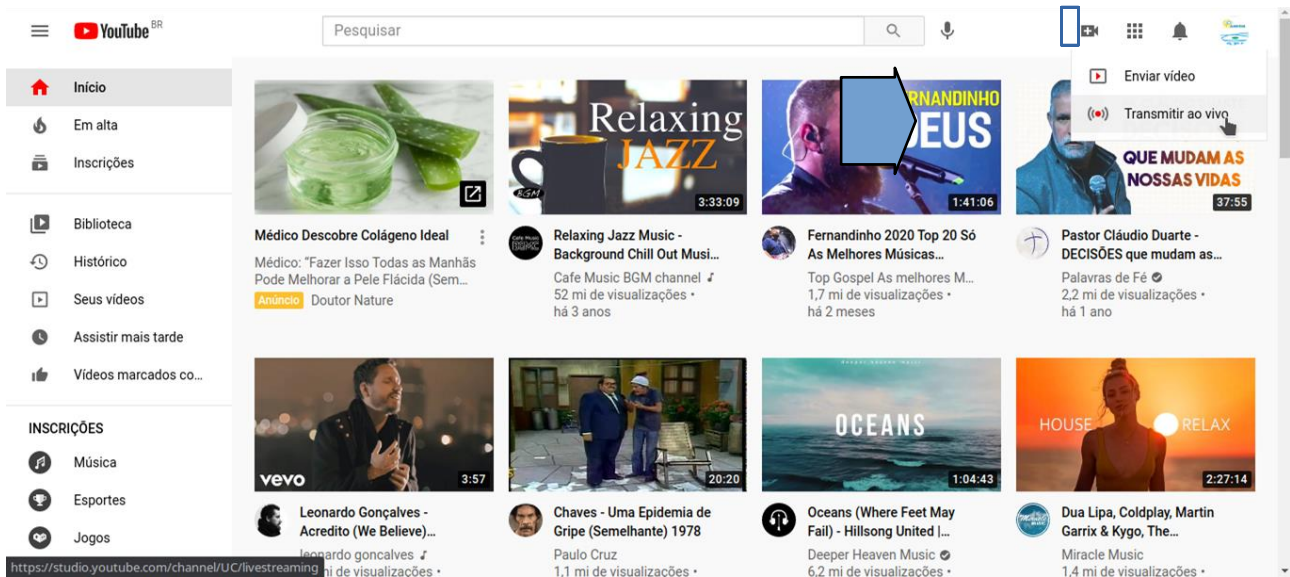 YouTube BR
Pesquisar
Enviar vídeo
Transmitir ao vivo
Início
Em alta
Inscrições
Biblioteca
Histórico
Seus vídeos
Assistir mais tarde
Vídeos marcados co...
INSCRIÇÕES
Música
Esportes
Jogos
Médico Descobre Colágeno Ideal
Médico: “Fazer Isso Todas as Manhãs
Pode Melhorar a Pele Flácida (Sem...
Anúncio Doutor Nature
Relaxing
JAZZ
BGM
3:33:09
Relaxing Jazz Music -
Background Chill Out Musi...
Cafe Music BGM channel
52 mi de visualizações •
há 3 anos
RNANDINHO
DEUS
1:41:06
Fernandinho 2020 Top 20 Só
As Melhores Músicas...
Top Gospel As melhores M...
1,7 mi de visualizações •
há 2 meses
QUE MUDAM AS
NOSSAS VIDAS
37:55
Pastor Cláudio Duarte -
DECISÕES que mudam as...
Palavras de Fé
2,2 mi de visualizações •
há 1 ano
vevo
3:57
Leonardo Gonçalves -
Acredito (We Believe)...
leonardo goncalves
mi de visualizações •
20:20
Chaves - Uma Epidemia de
Gripe (Semelhante) 1978
Paulo Cruz
1,1 mi de visualizações •
deeper heaven music
OCEANS
1:04:43
Oceans (Where Feet May
Fail) - Hillsong United |...
Deeper Heaven Music
6,2 mi de visualizações •
HOUSE RELAX
2:27:14
Dua Lipa, Coldplay, Martin
Garrix & Kygo, The...
Miracle Music
1,4 mi de visualizações •
https://studio.youtube.com/channel/UC/livestreaming